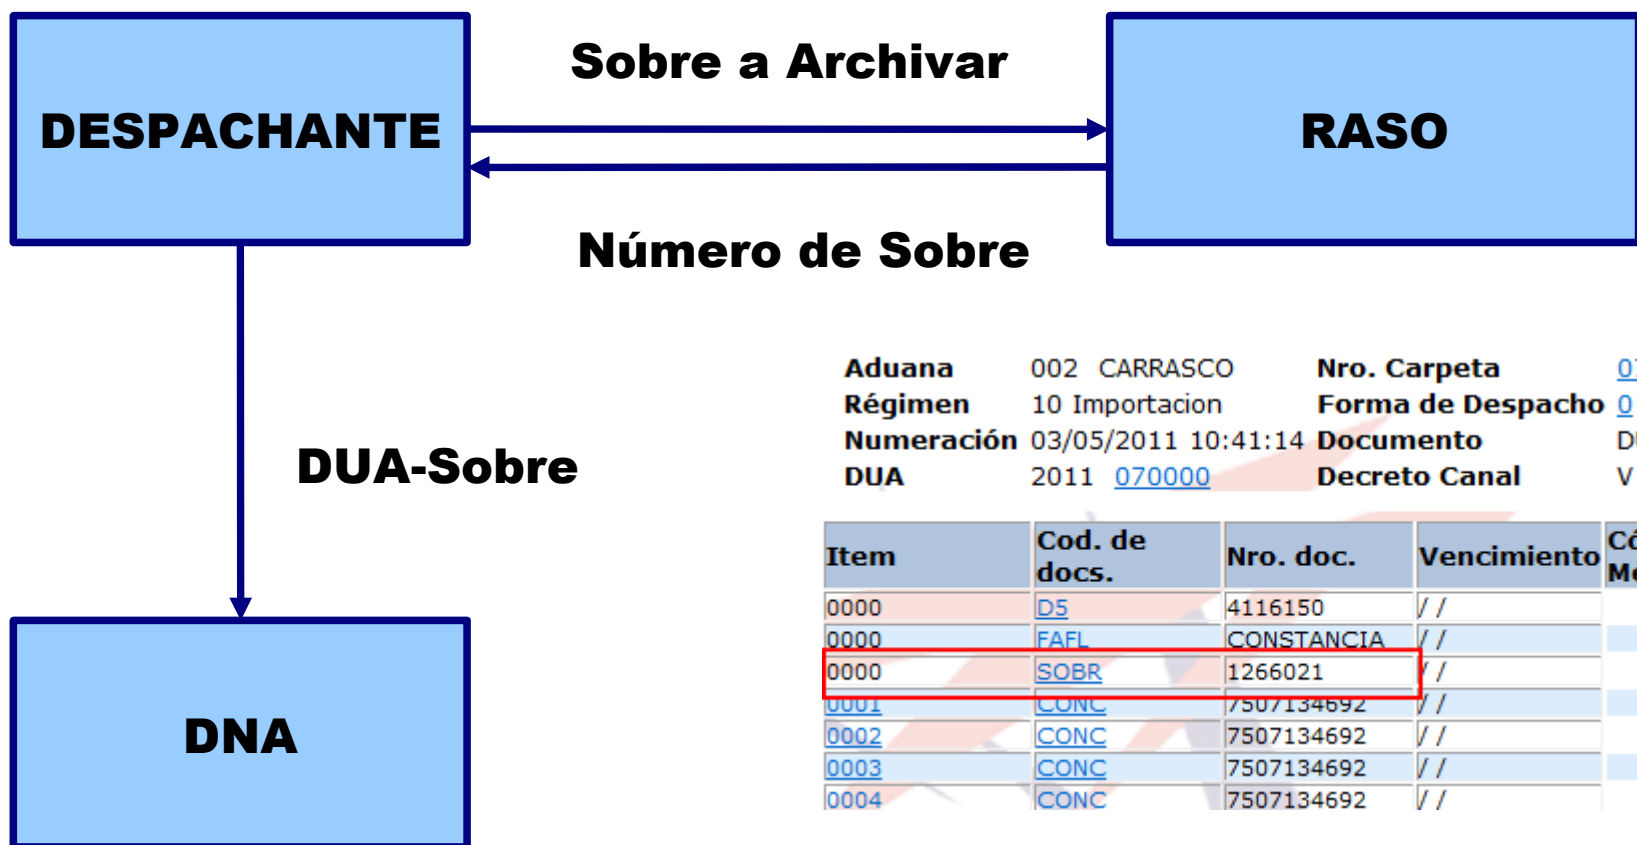 Sobre a Archivar
DESPACHANTE
RASO
Número de Sobre
DUA-Sobre
DNA
Aduana 002 CARRASCO Nro. Carpeta
Régimen 10 Importacion Forma de Despacho 0
Numeración 03/05/2011 10:41:14 Documento
DUA 2011 070000 Decreto Canal V
Item Cod. de docs. Nro. doc. Vencimiento
0000 D5 4116150 / /
0000 FAFL CONSTANCIA / /
0000 SOBR 1266021 / /
0001 CONC 7507134692 / /
0002 CONC 7507134692 / /
0003 CONC 7507134692 / /
0004 CONC 7507134692 / /